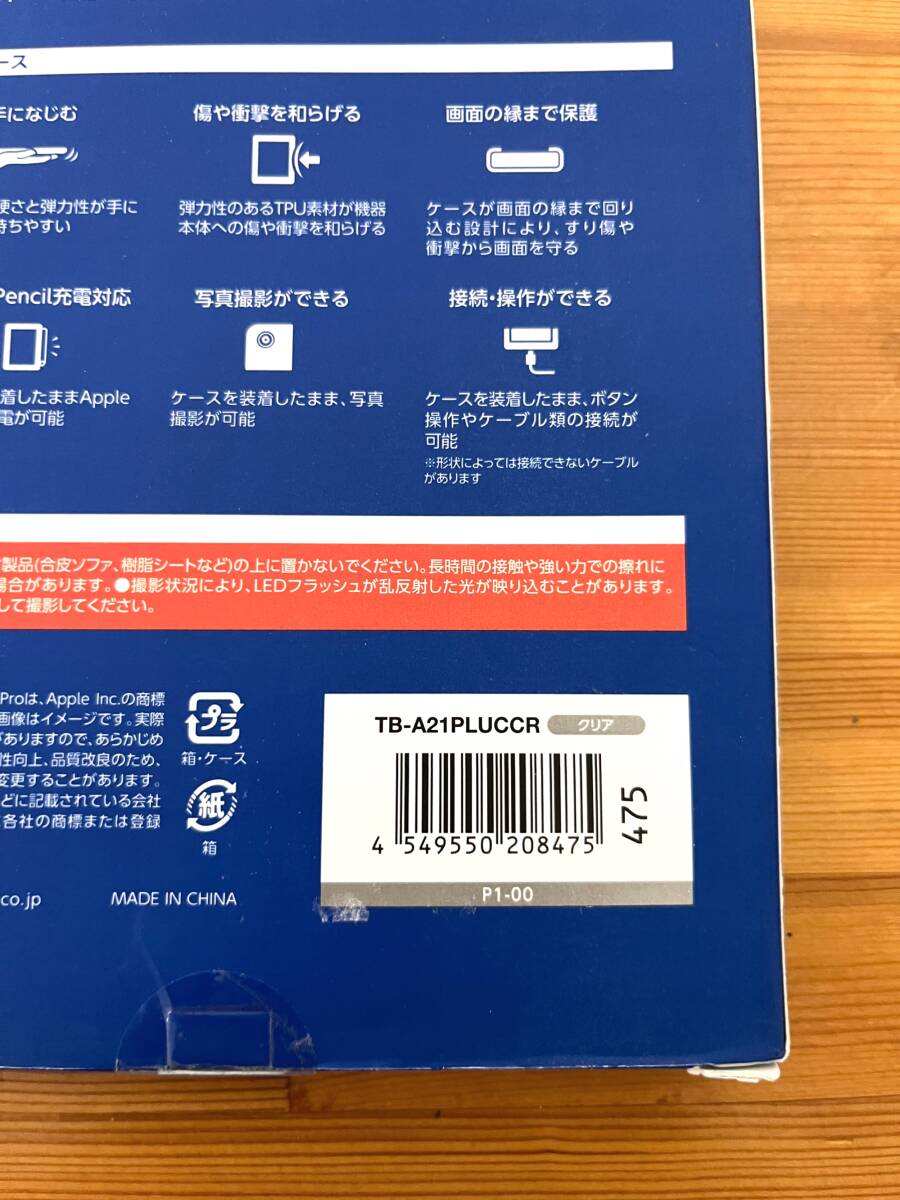 ース
手になじむ
傷や衝撃を和らげる
画面の縁まで保護
硬さと弾力性が手に
持ちやすい
弾力性のあるTPU素材が機器
本体への傷や衝撃を和らげる
ケースが画面の縁まで回り
込む設計により、すり傷や
衝撃から画面を守る
Pencil充電対応
写真撮影ができる
接続・操作ができる
着したままApple
電が可能
ケースを装着したまま、写真
撮影が可能
ケースを装着したまま、ボタン
操作やケーブル類の接続が
可能
※形状によっては接続できないケーブル
があります
製品(合皮ソファ、樹脂シートなど)の上に置かないでください。長時間の接触や強い力での擦れに
場合があります。●撮影状況により、LEDフラッシュが乱反射した光が映り込むことがあります。
して撮影してください。
Proは、Apple Inc.の商標
画像はイメージです。実際
がありますので、あらかじめ
性向上、品質改良のため、
変更することがあります。
どに記載されている会社
各社の商標または登録
プラ
箱・ケース
紙
箱
co.jp
MADE IN CHINA
TB-A21PLUCCR クリア
4 549550 208475
475
P1-00